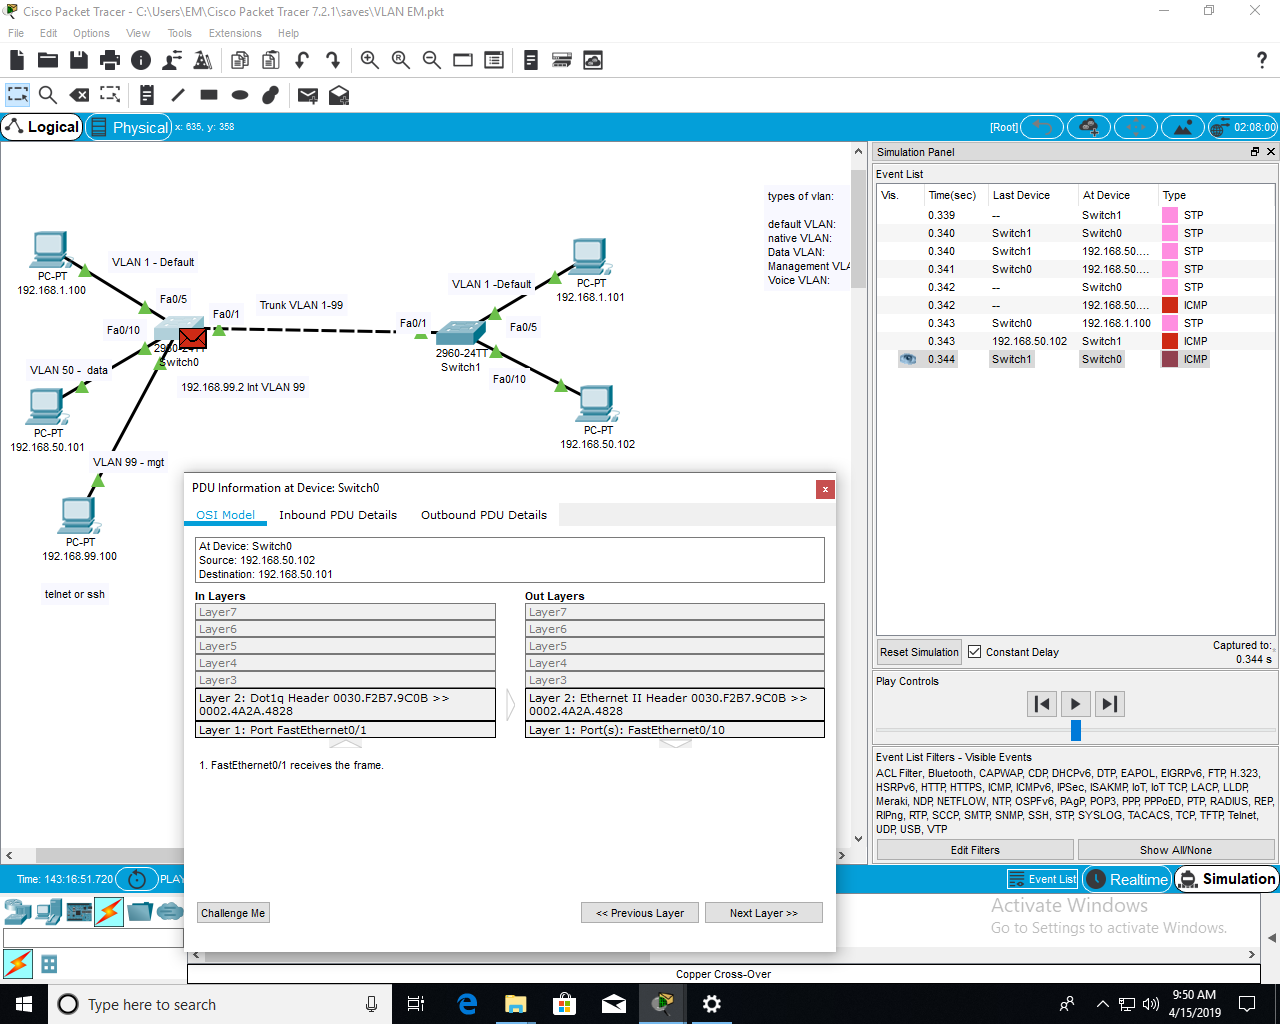 Cisco Packet Tracer - C:\Users\EM\Cisco Packet Tracer 7.2.1\saves\VLAN EM.pkt
File Edit Options View Tools Extensions Help
Logical Physical x: 635, y: 358 [Root] 02:08:00
types of vlan:
default VLAN:
native VLAN:
Data VLAN:
Management VLA
Voice VLAN:
PC-PT
192.168.1.100
VLAN 1 - Default
Fa0/5
Fa0/1
Fa0/10
Trunk VLAN 1-99
2960-24TT
Switch0
192.168.99.2 Int VLAN 99
VLAN 50 - data
PC-PT
192.168.50.101
VLAN 99 - mgt
PC-PT
192.168.99.100
telnet or ssh
VLAN 1 -Default
PC-PT
192.168.1.101
Fa0/1
Fa0/5
2960-24TT
Switch1
Fa0/10
PC-PT
192.168.50.102
Simulation Panel
Event List
Vis. Time(sec) Last Device At Device Type
0.339 -- Switch1 STP
0.340 Switch1 Switch0 STP
0.340 Switch1 192.168.50.... STP
0.341 Switch0 192.168.50.... STP
0.342 -- Switch0 STP
0.342 -- 192.168.50.... ICMP
0.343 Switch0 192.168.1.100 STP
0.343 192.168.50.102 Switch1 ICMP
0.344 Switch1 Switch0 ICMP
Reset Simulation Constant Delay Captured to:
0.344 s
Play Controls
Event List Filters - Visible Events
ACL Filter, Bluetooth, CAPWAP, CDP, DHCPv6, DTP, EAPOL, EIGRPv6, FTP, H.323,
HSRPv6, HTTP, HTTPS, ICMP, ICMPv6, IPSec, ISAKMP, IoT, IoT TCP, LACP, LLDP,
Meraki, NDP, NETFLOW, NTP, OSPFv6, PAgP, POP3, PPP, PPPoED, PTP, RADIUS, REP,
RIPng, RTP, SCCP, SMTP, SNMP, SSH, STP, SYSLOG, TACACS, TCP, TFTP, Telnet,
UDP, USB, VTP
Edit Filters Show All/None
PDU Information at Device: Switch0
OSI Model Inbound PDU Details Outbound PDU Details
At Device: Switch0
Source: 192.168.50.102
Destination: 192.168.50.101
In Layers
Layer7
Layer6
Layer5
Layer4
Layer3
Layer 2: Dot1q Header 0030.F2B7.9C0B >>
0002.4A2A.4828
Layer 1: Port FastEthernet0/1
Out Layers
Layer7
Layer6
Layer5
Layer4
Layer3
Layer 2: Ethernet II Header 0030.F2B7.9C0B >>
0002.4A2A.4828
Layer 1: Port(s): FastEthernet0/10
1. FastEthernet0/1 receives the frame.
Challenge Me << Previous Layer Next Layer >>
Time: 143:16:51.720 PLAY
Event List Realtime Simulation
Activate Windows
Go to Settings to activate Windows.
Copper Cross-Over
Type here to search
9:50 AM
4/15/2019